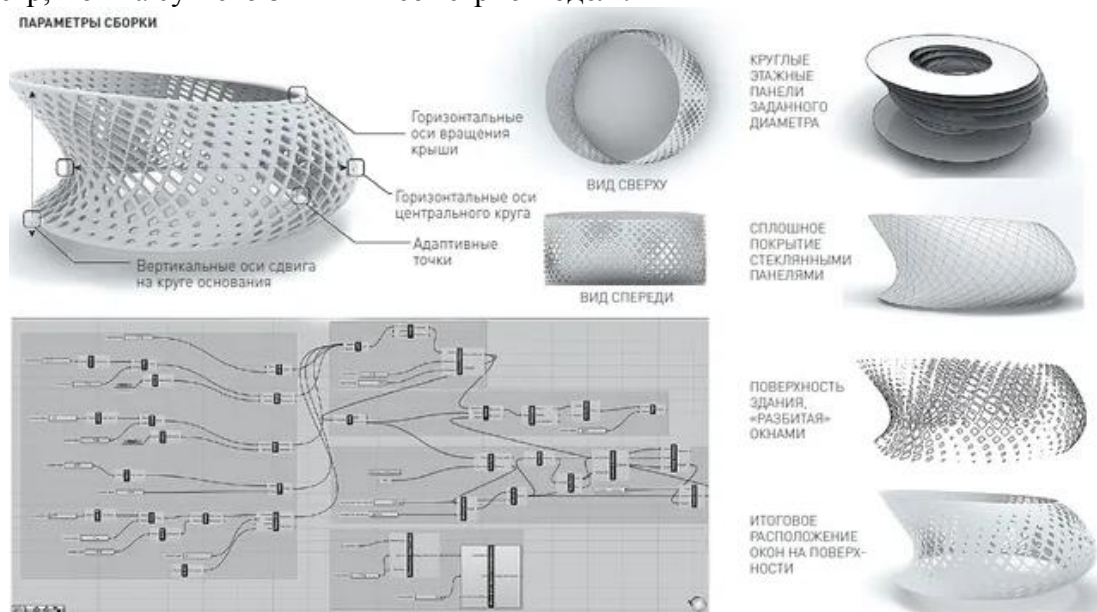 ПАРАМЕТРЫ СБОРКИ
Горизонтальные
оси вращения
крыши
Горизонтальные оси
центрального круга
Адаптивные
точки
Вертикальные оси сдвига
на круге основания
ВИД СВЕРХУ
ВИД СПЕРЕДИ
КРУГЛЫЕ
ЭТАЖНЫЕ
ПАНЕЛИ
ЗАДАННОГО
ДИАМЕТРА
СПЛОШНОЕ
ПОКРЫТИЕ
СТЕКЛЯННЫМИ
ПАНЕЛЯМИ
ПОВЕРХНОСТЬ
ЗДАНИЯ,
«РАЗБИТАЯ»
ОКНАМИ
ИТОГОВОЕ
РАСПОЛОЖЕНИЕ
ОКОН НА ПОВЕРХ-
НОСТИ